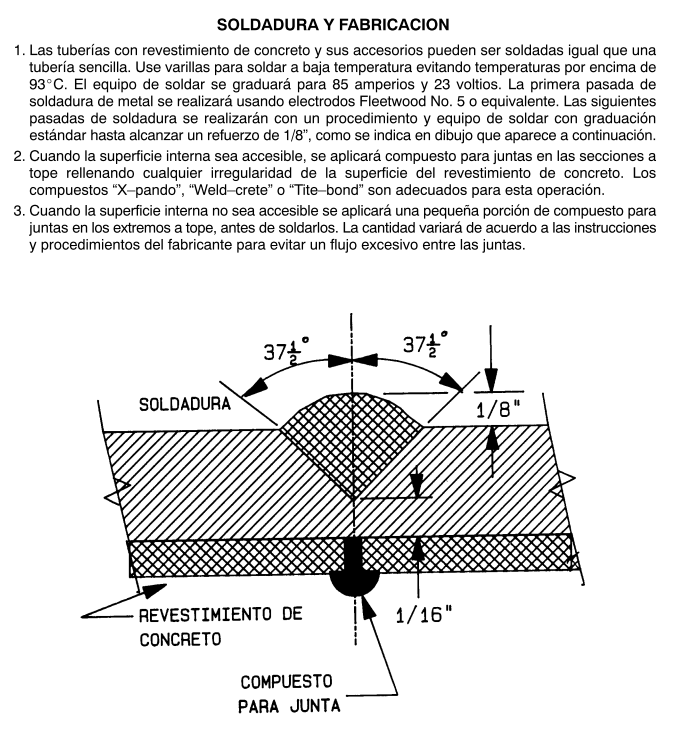 SOLDADURA Y FABRICACION
1. Las tuberías con revestimiento de concreto y sus accesorios pueden ser soldadas igual que una
tubería sencilla. Use varillas para soldar a baja temperatura evitando temperaturas por encima de
93°C. El equipo de soldar se graduará para 85 amperios y 23 voltios. La primera pasada de
soldadura de metal se realizará usando electrodos Fleetwood No. 5 o equivalente. Las siguientes
pasadas de soldadura se realizarán con un procedimiento y equipo de soldar con graduación
estándar hasta alcanzar un refuerzo de 1/8”, como se indica en dibujo que aparece a continuación.
2. Cuando la superficie interna sea accesible, se aplicará compuesto para juntas en las secciones a
tope rellenando cualquier irregularidad de la superficie del revestimiento de concreto. Los
compuestos “X–pando”, “Weld–crete” o “Tite–bond” son adecuados para esta operación.
3. Cuando la superficie interna no sea accesible se aplicará una pequeña porción de compuesto para
juntas en los extremos a tope, antes de soldarlos. La cantidad variará de acuerdo a las instrucciones
y procedimientos del fabricante para evitar un flujo excesivo entre las juntas.
37 1/2° 37 1/2°
SOLDADURA
1/8"
REVESTIMIENTO DE
CONCRETO
1/16"
COMPUESTO
PARA JUNTA